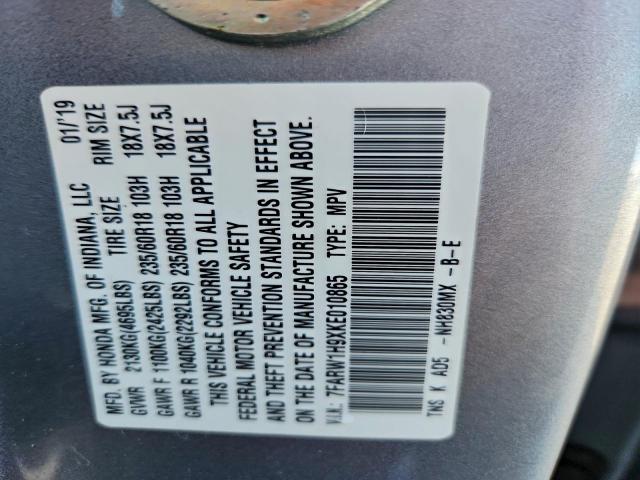 MFD. BY HONDA MFG. OF INDIANA, LLC 01/'19
GVWR 2130KG(4695LBS) TIRE SIZE RIM SIZE
GAWR F 1100KG(2425LBS) 235/60R18 103H 18X7.5J
GAWR R 1040KG(2292LBS) 235/60R18 103H 18X7.5J
THIS VEHICLE CONFORMS TO ALL APPLICABLE
FEDERAL MOTOR VEHICLE SAFETY
AND THEFT PREVENTION STANDARDS IN EFFECT
ON THE DATE OF MANUFACTURE SHOWN ABOVE.
V.I.N.: 7FARW1H9XKE010865 TYPE: MPV
TNS K AD5 -NH830MX -B-E